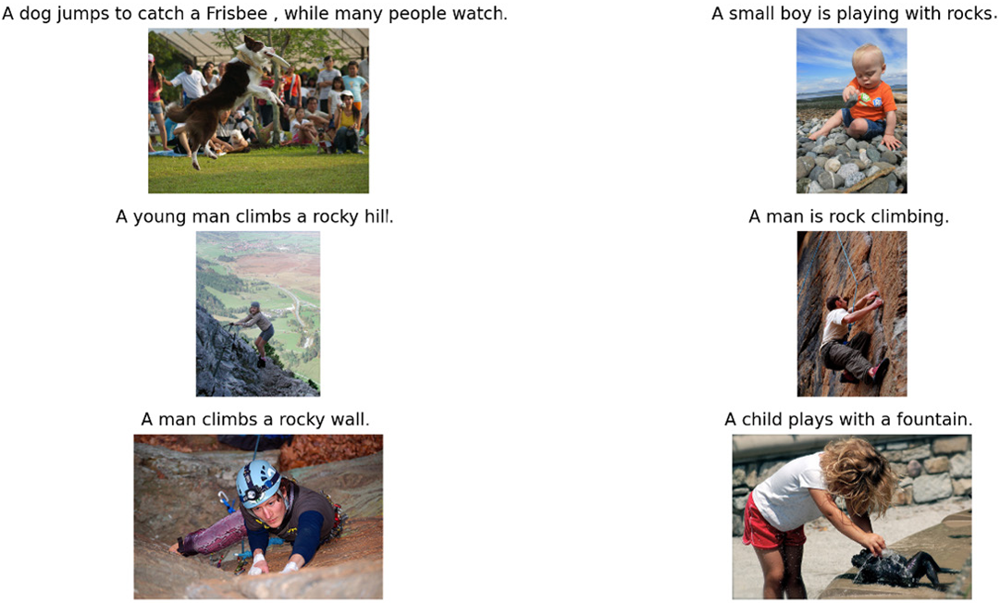 A dog jumps to catch a Frisbee , while many people watch.
A small boy is playing with rocks.
A young man climbs a rocky hill.
A man is rock climbing.
A man climbs a rocky wall.
A child plays with a fountain.